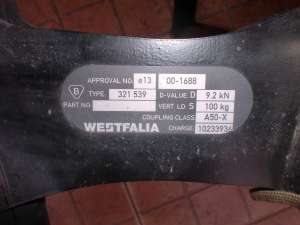 APPROVAL NO. e13 00-1688
B TYPE 321 539 D-VALUE D 9.2 kN
PART NO. VERT LD S 100 kg
COUPLING CLASS A50-X
WESTFALIA CHARGE 10233936